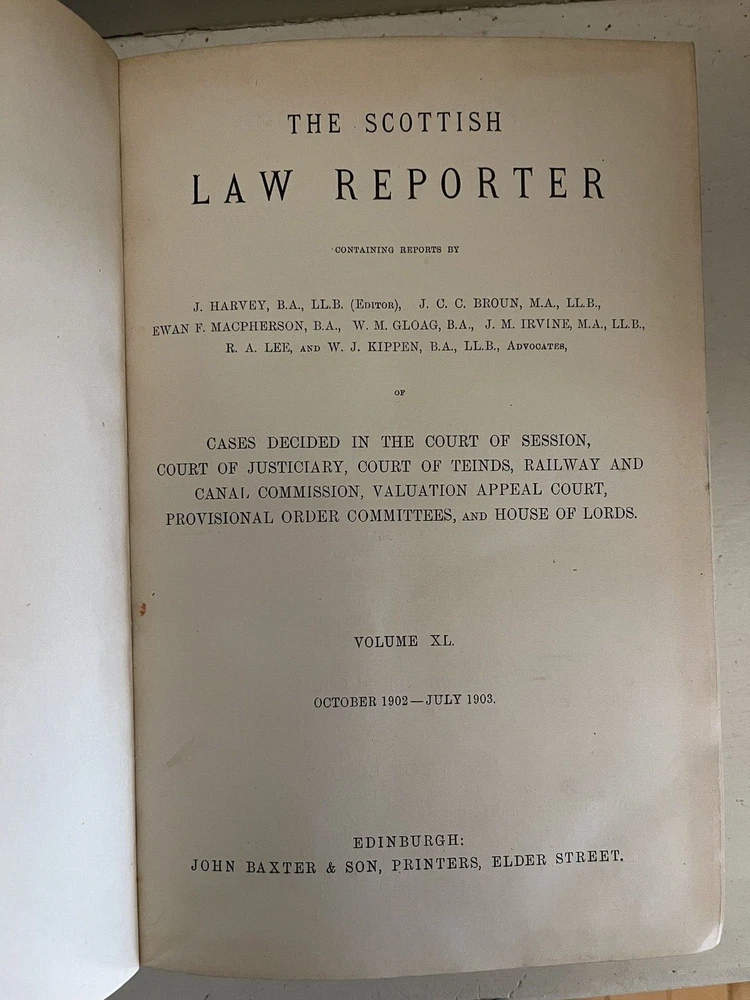 THE SCOTTISH
LAW REPORTER
CONTAINING REPORTS BY
J. HARVEY, B.A., LL.B. (Editor), J. C. C. BROUN, M.A., LL.B.,
EWAN F. MACPHERSON, B.A., W. M. GLOAG, B.A., J. M. IRVINE, M.A., LL.B.,
R. A. LEE, AND W. J. KIPPEN, B.A., LL.B., Advocates,
OF
CASES DECIDED IN THE COURT OF SESSION,
COURT OF JUSTICIARY, COURT OF TEINDS, RAILWAY AND
CANAL COMMISSION, VALUATION APPEAL COURT,
PROVISIONAL ORDER COMMITTEES, AND HOUSE OF LORDS.
VOLUME XL.
OCTOBER 1902—JULY 1903.
EDINBURGH:
JOHN BAXTER & SON, PRINTERS, ELDER STREET.